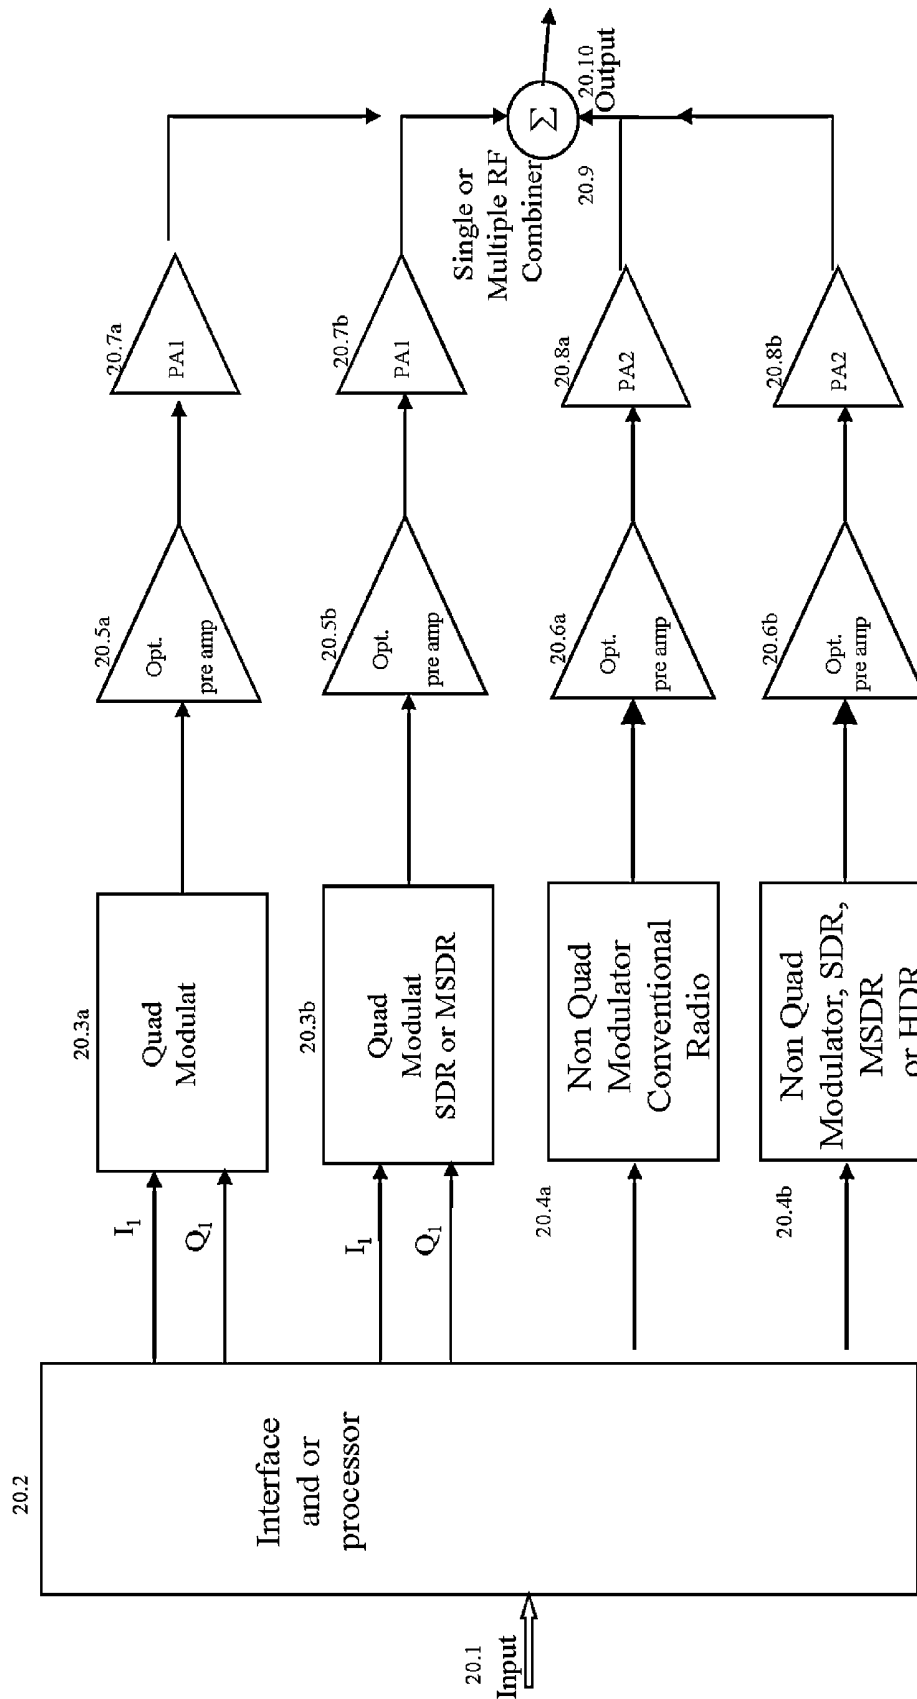 20.1
Input
20.2
Interface
and or
processor
I1
Q1
20.3a
Quad
Modulat
20.5a
Opt.
pre amp
20.7a
PA1
I1
Q1
20.3b
Quad
Modulat
SDR or MSDR
20.5b
Opt.
pre amp
20.7b
PA1
20.4a
Non Quad
Modulator
Conventional
Radio
20.6a
Opt.
pre amp
20.8a
PA2
20.4b
Non Quad
Modulator, SDR,
MSDR
or HDR
20.6b
Opt.
pre amp
20.8b
PA2
Single or
Multiple RF
Combiner
20.9
Σ
20.10
Output